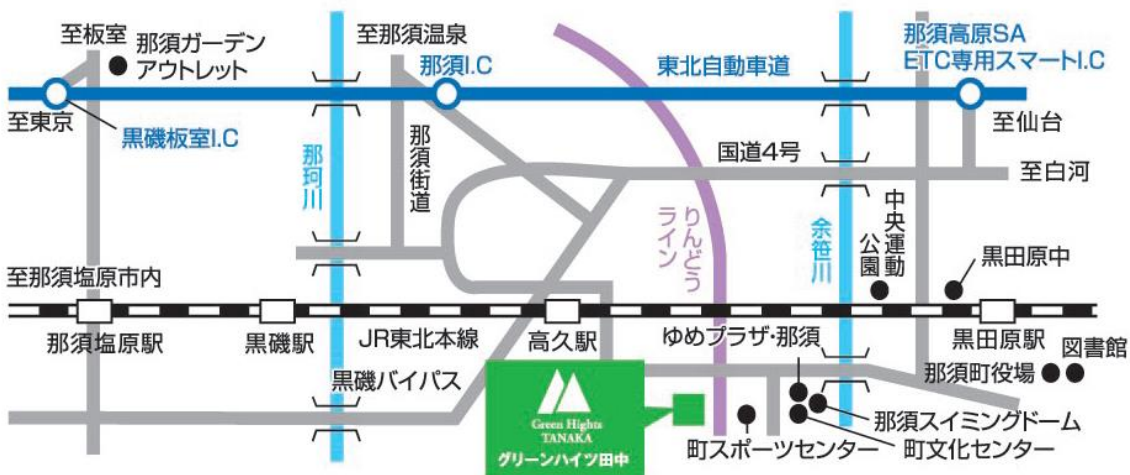 至板室
那須ガーデン
アウトレット
至那須温泉
那須I.C
東北自動車道
那須高原SA
ETC専用スマートI.C
至東京
黒磯板室I.C
至仙台
那珂川
那須街道
国道4号
至白河
りんどう
ライン
余笹川
中央運動
公園
黒田原中
至那須塩原市内
那須塩原駅
黒磯駅
JR東北本線
高久駅
ゆめプラザ・那須
黒田原駅
図書館
黒磯バイパス
那須町役場
Green Hights
TANAKA
グリーンハイツ田中
那須スイミングドーム
町スポーツセンター
町文化センター